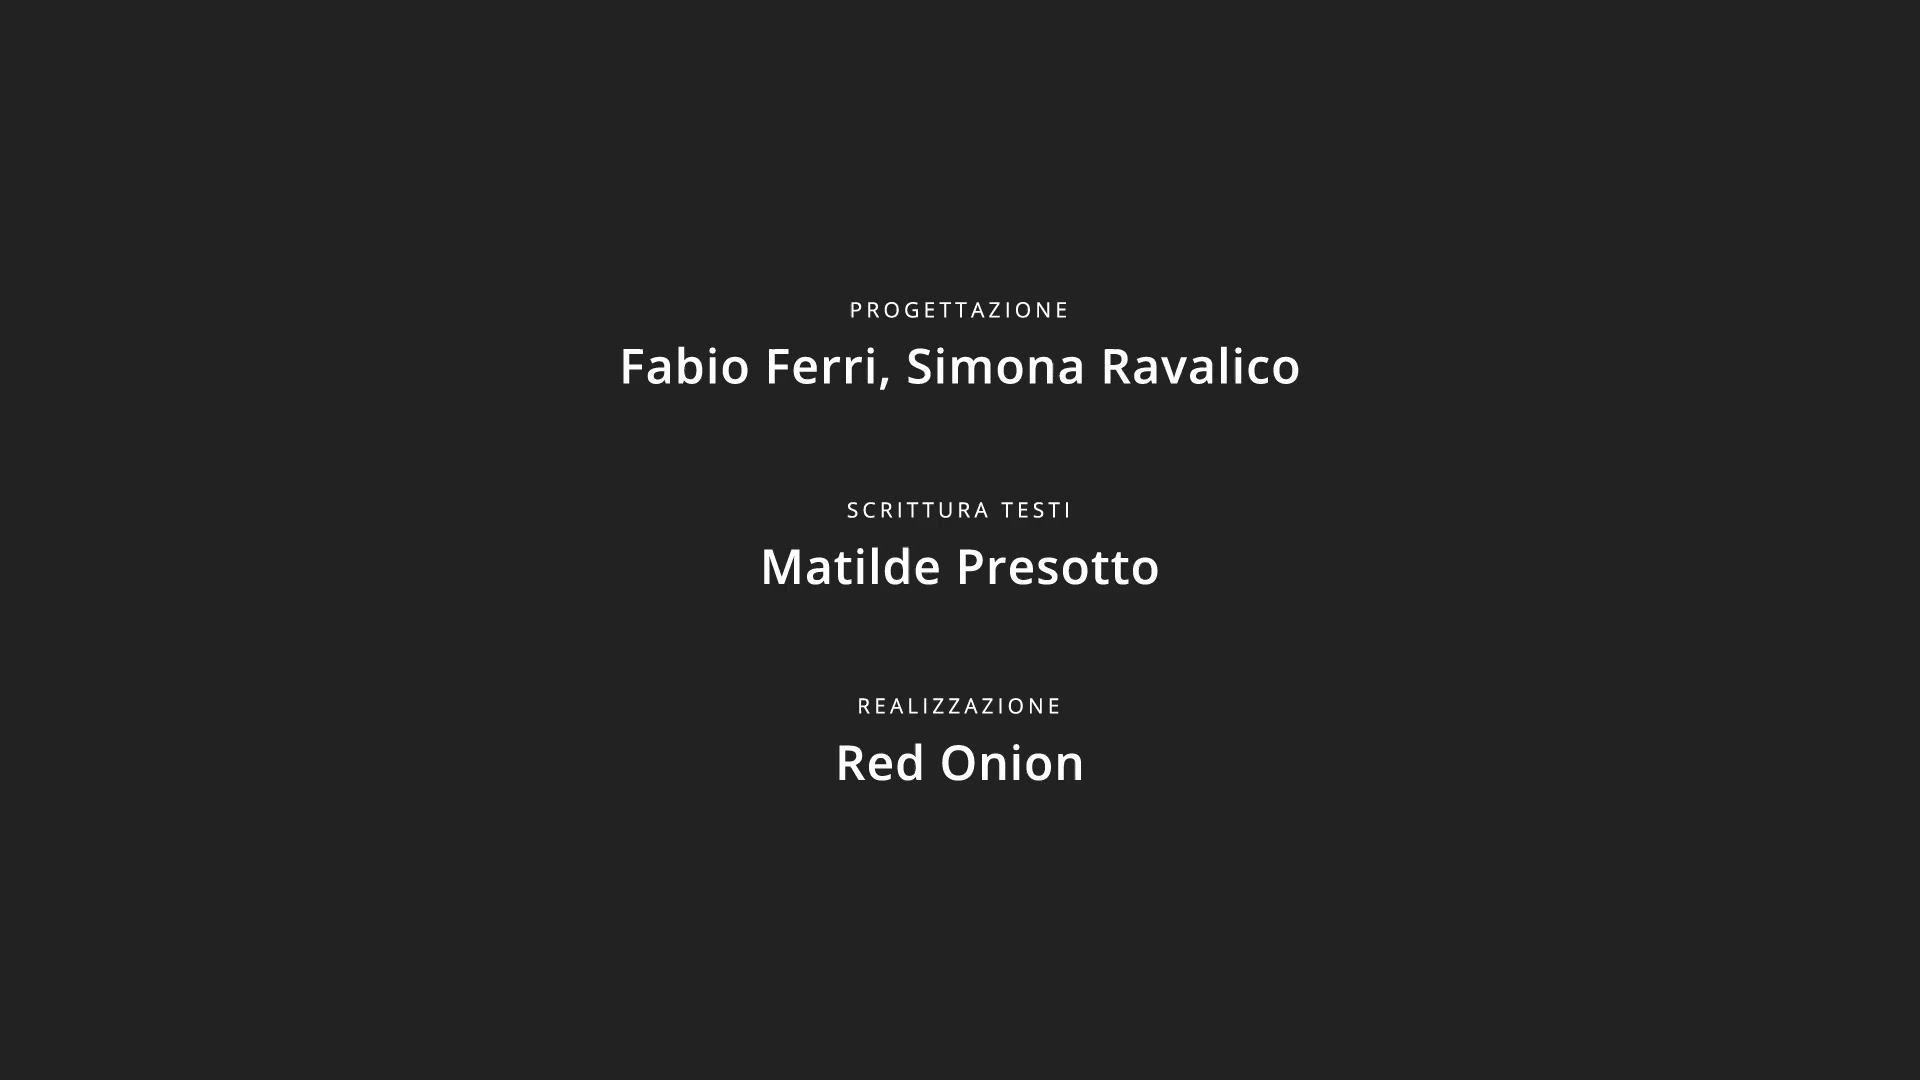 PROGETTAZIONE
Fabio Ferri, Simona Ravalico
SCRITTURA TESTI
Matilde Presotto
REALIZZAZIONE
Red Onion